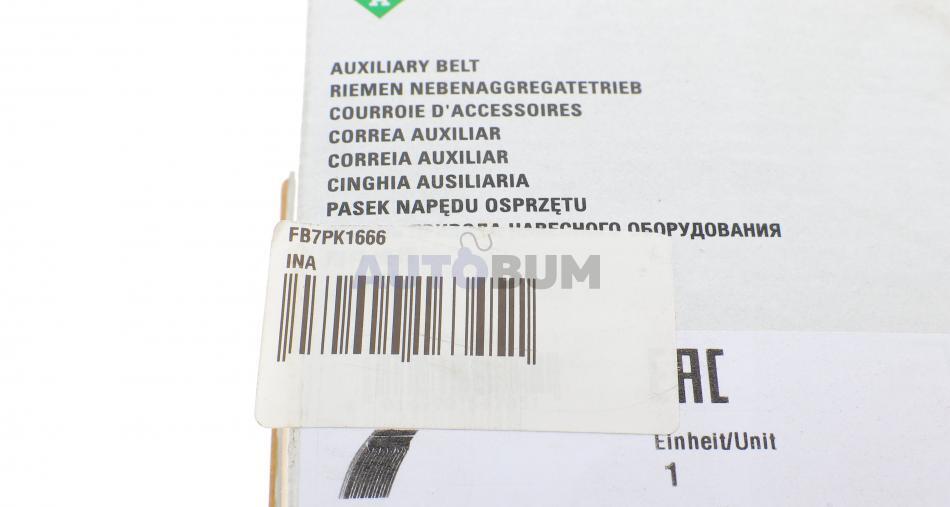 A
AUXILIARY BELT
RIEMEN NEBENAGGREGATETRIEB
COURROIE D'ACCESSOIRES
CORREA AUXILIAR
CORREIA AUXILIAR
CINGHIA AUSILIARIA
PASEK NAPĘDU OSPRZĘTU
НАВЕСНОГО ОБОРУДОВАНИЯ
FB7PK1666
INA
AUTOBUM
EAC
Einheit/Unit
1